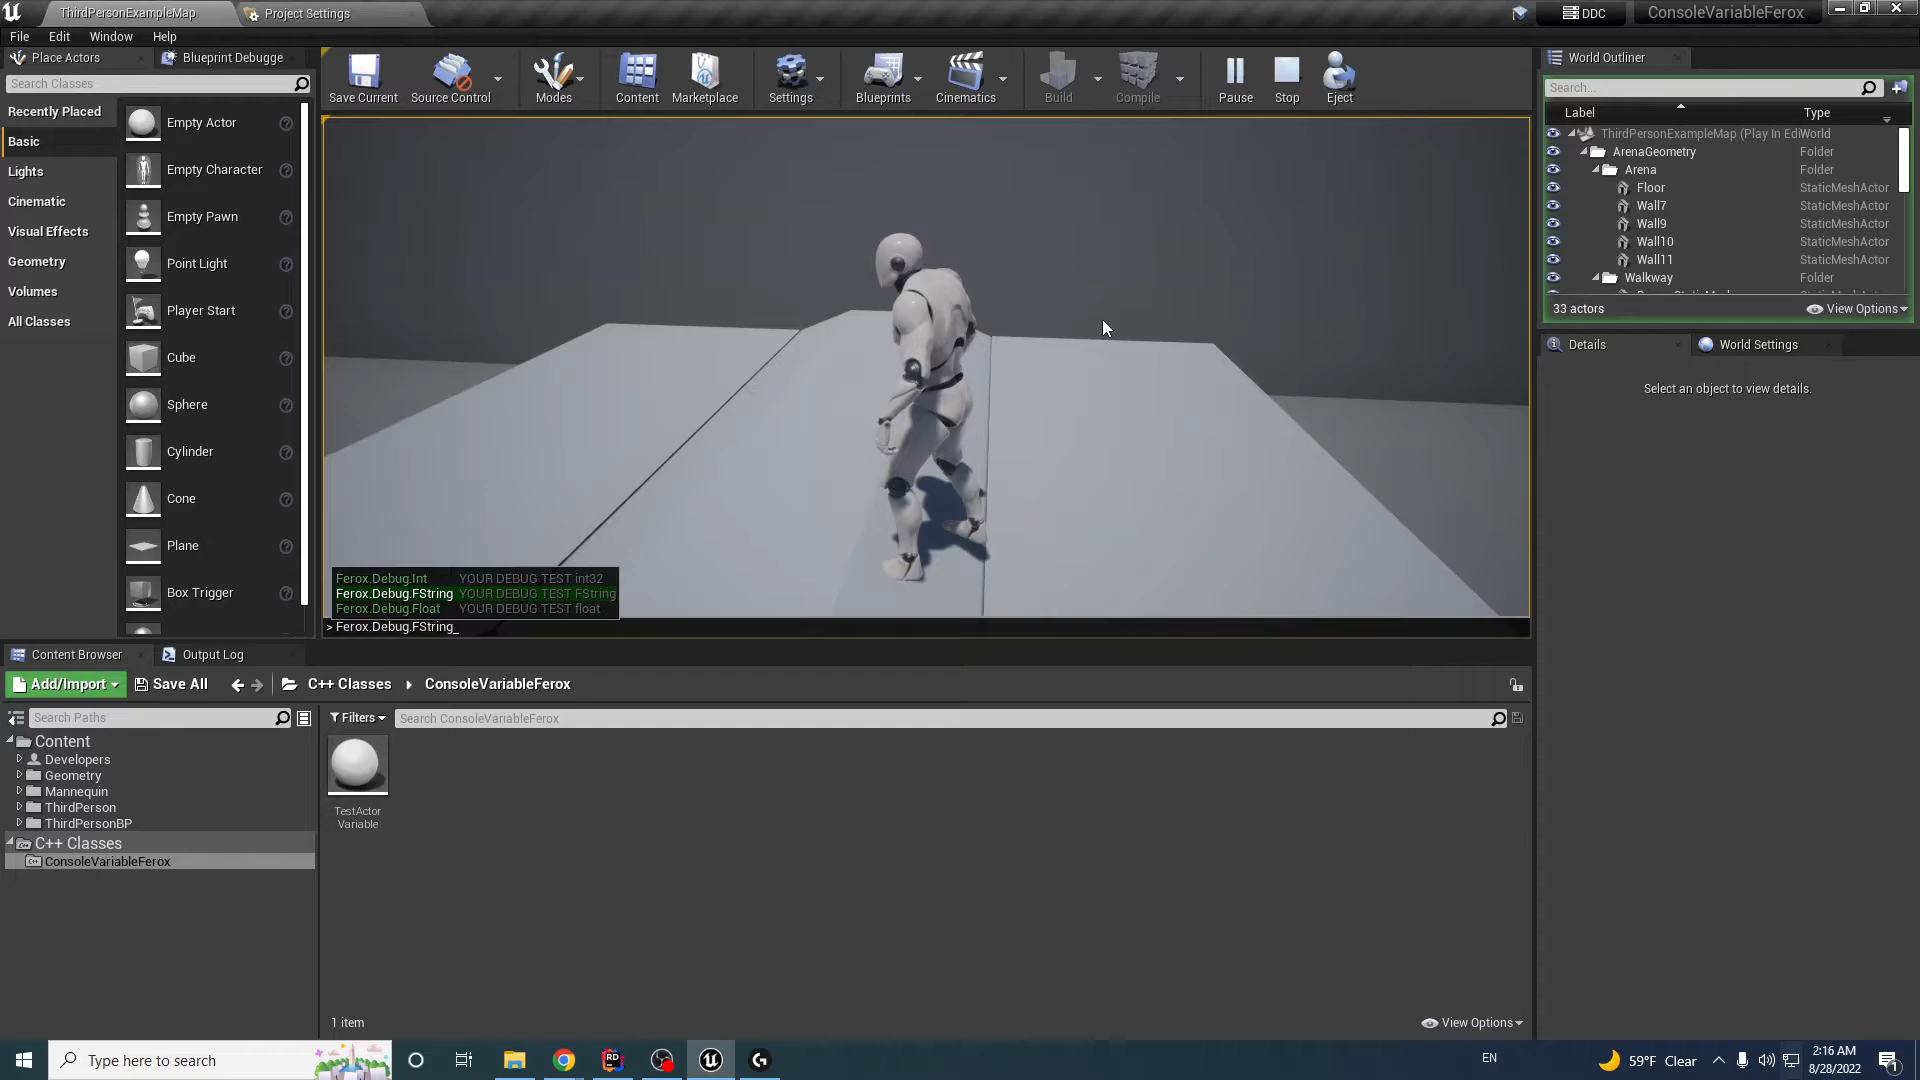 ThirdPersonExampleMap
Project Settings
DDC
ConsoleVariableFerox
File Edit Window Help
Place Actors
Blueprint Debugge
Search Classes
Recently Placed
Basic
Lights
Cinematic
Visual Effects
Geometry
Volumes
All Classes
Empty Actor
Empty Character
Empty Pawn
Point Light
Player Start
Cube
Sphere
Cylinder
Cone
Plane
Box Trigger
Save Current
Source Control
Modes
Content
Marketplace
Settings
Blueprints
Cinematics
Build
Compile
Pause
Stop
Eject
Ferox.Debug.Int YOUR DEBUG TEST int32
Ferox.Debug.FString YOUR DEBUG TEST FString
Ferox.Debug.Float YOUR DEBUG TEST float
> Ferox.Debug.FString_
World Outliner
Search...
Label Type
ThirdPersonExampleMap (Play In Edi World
ArenaGeometry Folder
Arena Folder
Floor StaticMeshActor
Wall7 StaticMeshActor
Wall9 StaticMeshActor
Wall10 StaticMeshActor
Wall11 StaticMeshActor
Walkway Folder
33 actors
View Options
Details
World Settings
Select an object to view details.
Content Browser
Output Log
Add/Import
Save All
C++ Classes
ConsoleVariableFerox
Search Paths
Filters
Search ConsoleVariableFerox
Content
Developers
Geometry
Mannequin
ThirdPerson
ThirdPersonBP
C++ Classes
ConsoleVariableFerox
TestActor
Variable
1 item
View Options
Type here to search
RD
EN
59°F Clear
2:16 AM
8/28/2022
1